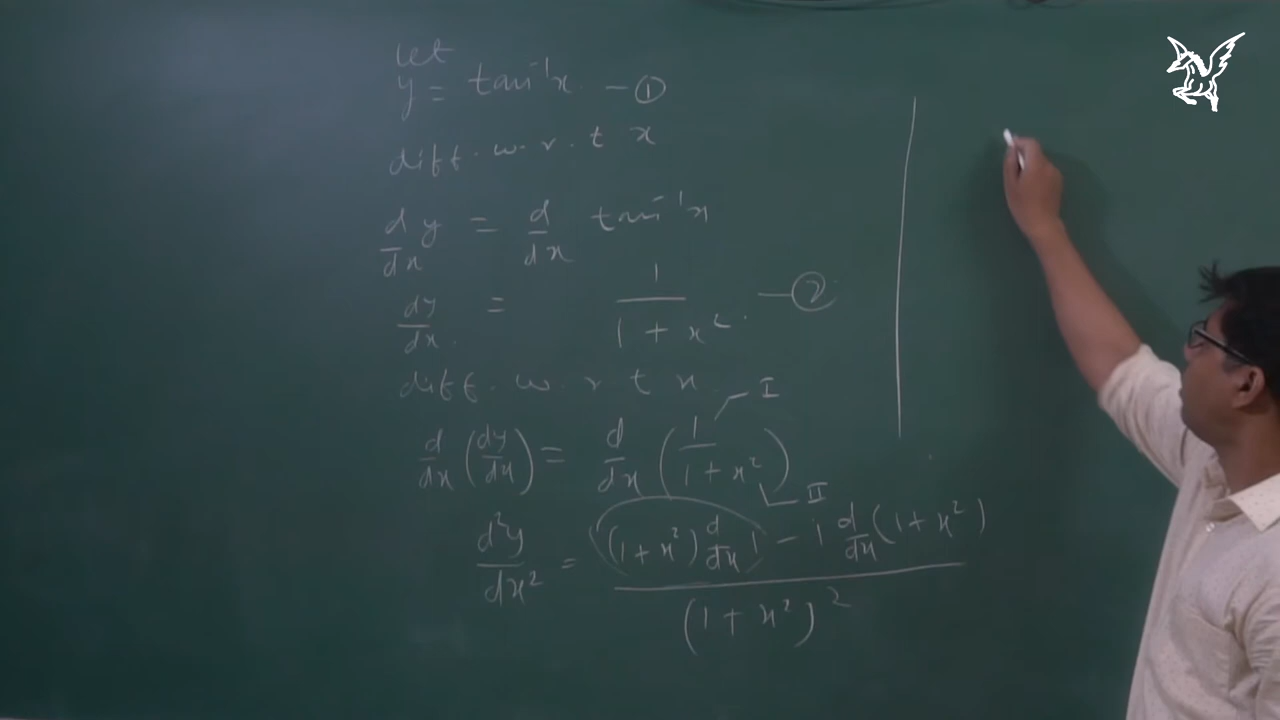 let
y = tan⁻¹x. — ①
diff. w. r. t x
d/dx y = d/dx tan⁻¹x
dy/dx. = 1/(1 + x²). — ②
diff. w. r t x. I
d/dx (dy/dx) = d/dx (1/(1 + x²))
II
d²y/dx² = ((1 + x²) d/dx 1 − 1 d/dx (1 + x²))/(1 + x²)²